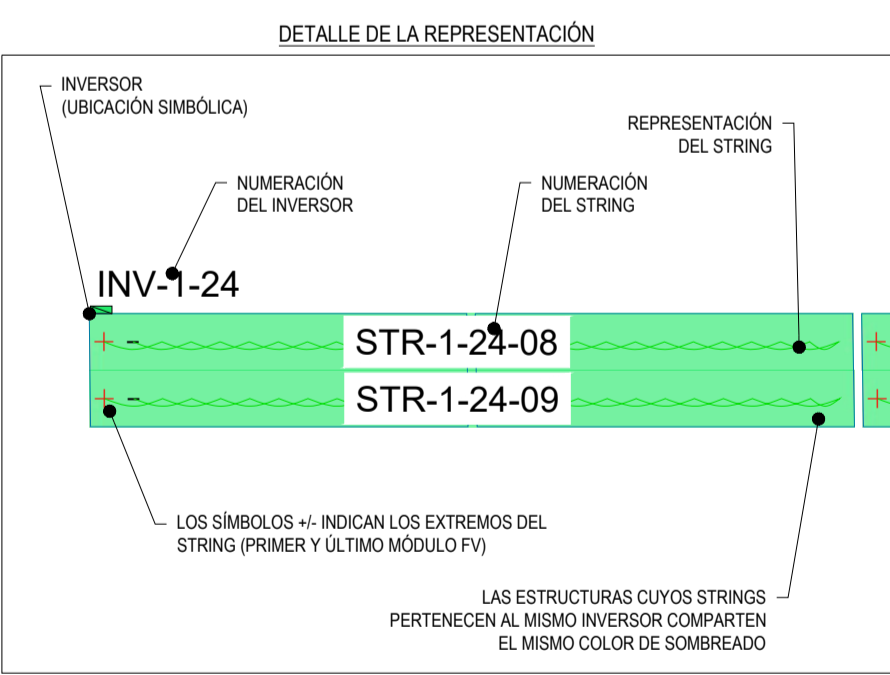 DETALLE DE LA REPRESENTACIÓN
INVERSOR
(UBICACIÓN SIMBÓLICA)
REPRESENTACIÓN
DEL STRING
NUMERACIÓN
DEL INVERSOR
NUMERACIÓN
DEL STRING
INV-1-24
+ - STR-1-24-08 +
+ - STR-1-24-09 +
LOS SÍMBOLOS +/- INDICAN LOS EXTREMOS DEL
STRING (PRIMER Y ÚLTIMO MÓDULO FV)
LAS ESTRUCTURAS CUYOS STRINGS
PERTENECEN AL MISMO INVERSOR COMPARTEN
EL MISMO COLOR DE SOMBREADO